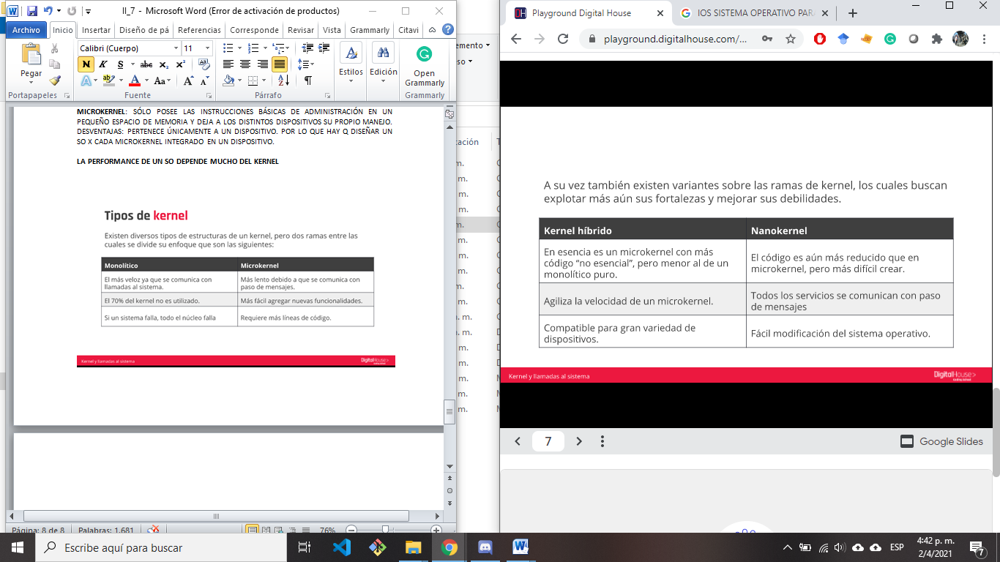 II_7 - Microsoft Word (Error de activación de productos)
Archivo Inicio Insertar Diseño de pá Referencias Corresponde Revisar Vista Grammarly Citavi
Calibri (Cuerpo) 11
Pegar
N K S abc x₂ x²
Aa A A
Estilos Edición Open Grammarly
Portapapeles Fuente Párrafo Grammarly
MICROKERNEL: SÓLO POSEE LAS INSTRUCCIONES BÁSICAS DE ADMINISTRACIÓN EN UN
PEQUEÑO ESPACIO DE MEMORIA Y DEJA A LOS DISTINTOS DISPOSITIVOS SU PROPIO MANEJO.
DESVENTAJAS: PERTENECE ÚNICAMENTE A UN DISPOSITIVO. POR LO QUE HAY Q DISEÑAR UN
SO X CADA MICROKERNEL INTEGRADO EN UN DISPOSITIVO.
LA PERFORMANCE DE UN SO DEPENDE MUCHO DEL KERNEL
Tipos de kernel
Existen diversos tipos de estructuras de un kernel, pero dos ramas entre las
cuales se divide su enfoque que son las siguientes:
Monolítico Microkernel
El más veloz ya que se comunica con
llamadas al sistema.
Más lento debido a que se comunica con
paso de mensajes.
El 70% del kernel no es utilizado. Más fácil agregar nuevas funcionalidades.
Si un sistema falla, todo el núcleo falla Requiere más líneas de código.
Kernel y llamadas al sistema DigitalHouse>
Página: 8 de 8 Palabras: 1.681 76%
Playground Digital House
IOS SISTEMA OPERATIVO PAR
playground.digitalhouse.com/...
A su vez también existen variantes sobre las ramas de kernel, los cuales buscan
explotar más aún sus fortalezas y mejorar sus debilidades.
Kernel híbrido Nanokernel
En esencia es un microkernel con más
código “no esencial”, pero menor al de un
monolítico puro.
El código es aún más reducido que en
microkernel, pero más difícil crear.
Agiliza la velocidad de un microkernel.
Todos los servicios se comunican con paso
de mensajes
Compatible para gran variedad de
dispositivos.
Fácil modificación del sistema operativo.
Kernel y llamadas al sistema DigitalHouse>
7 Google Slides
Escribe aquí para buscar
ESP 4:42 p. m.
2/4/2021
7